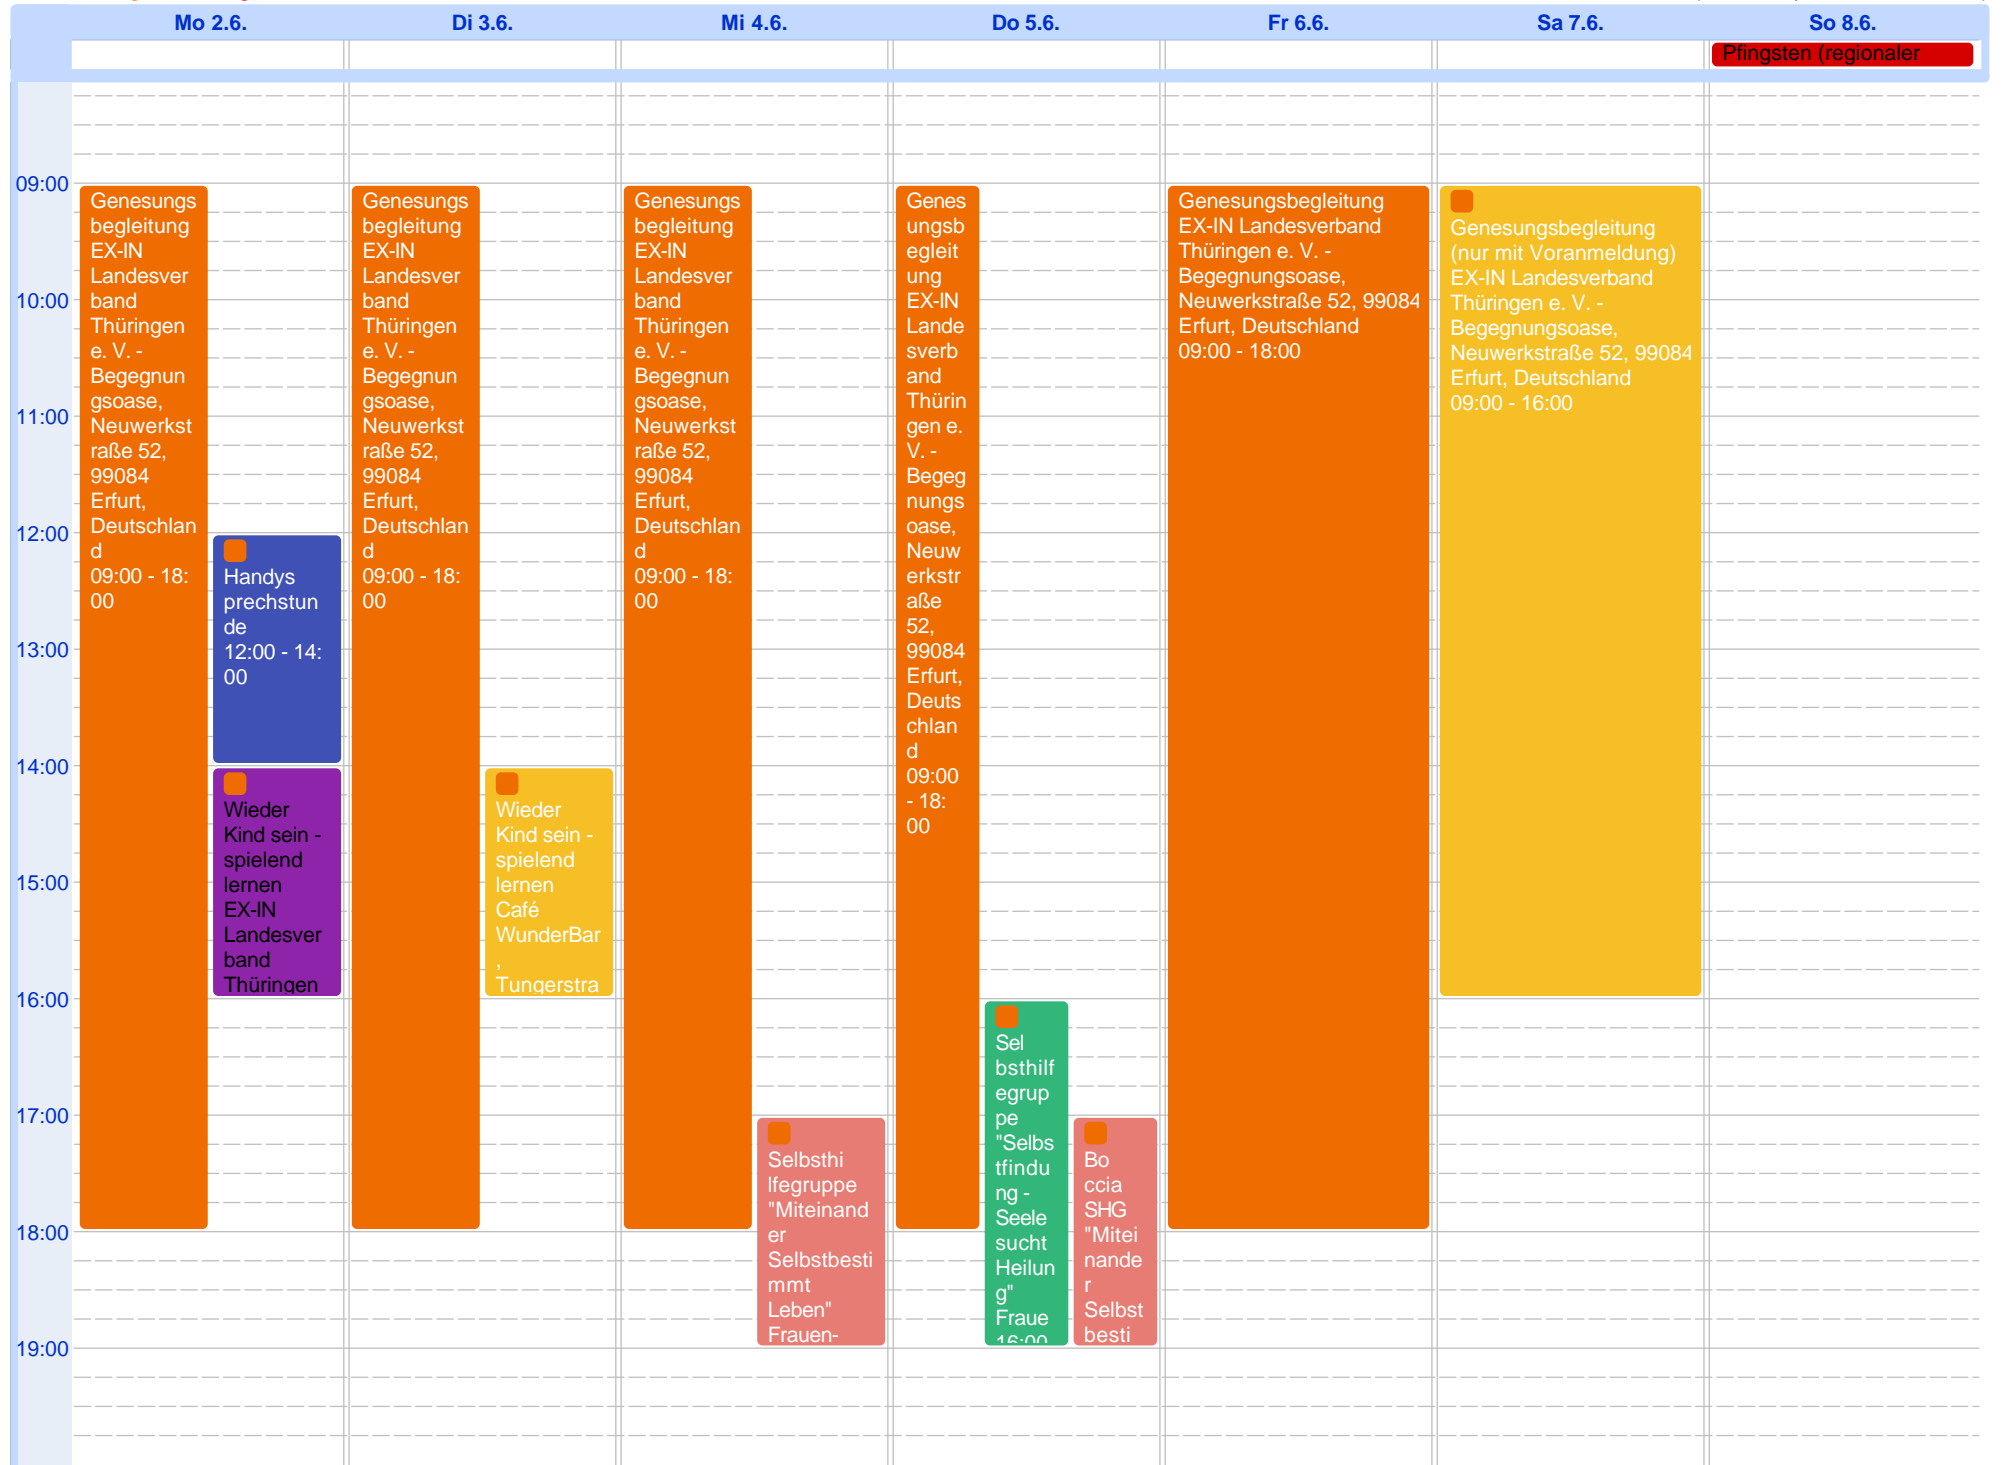 Mo 2.6.
Di 3.6.
Mi 4.6.
Do 5.6.
Fr 6.6.
Sa 7.6.
So 8.6.
Pfingsten (regionaler
09:00
10:00
11:00
12:00
13:00
14:00
15:00
16:00
17:00
18:00
19:00
Genesungs
begleitung
EX-IN
Landesver
band
Thüringen
e. V. -
Begegnun
gsoase,
Neuwerkst
raße 52,
99084
Erfurt,
Deutschlan
d
09:00 - 18:
00
Handys
prechstun
de
12:00 - 14:
00
Wieder
Kind sein -
spielend
lernen
EX-IN
Landesver
band
Thüringen
Genesungs
begleitung
EX-IN
Landesver
band
Thüringen
e. V. -
Begegnun
gsoase,
Neuwerkst
raße 52,
99084
Erfurt,
Deutschlan
d
09:00 - 18:
00
Wieder
Kind sein -
spielend
lernen
Café
WunderBar
,
Tungerstra
Genesungs
begleitung
EX-IN
Landesver
band
Thüringen
e. V. -
Begegnun
gsoase,
Neuwerkst
raße 52,
99084
Erfurt,
Deutschlan
d
09:00 - 18:
00
Selbsthi
lfegruppe
"Miteinand
er
Selbstbesti
mmt
Leben"
Frauen-
Genes
ungsb
egleit
ung
EX-IN
Lande
sverb
and
Thürin
gen e.
V. -
Begeg
nungs
oase,
Neuw
erkstr
aße
52,
99084
Erfurt,
Deuts
chlan
d
09:00
- 18:
00
Sel
bsthilf
egrup
pe
"Selbs
tfindu
ng -
Seele
sucht
Heilun
g"
Fraue
16:00
Bo
ccia
SHG
"Mitei
nande
r
Selbst
besti
Genesungsbegleitung
EX-IN Landesverband
Thüringen e. V. -
Begegnungsoase,
Neuwerkstraße 52, 99084
Erfurt, Deutschland
09:00 - 18:00
Genesungsbegleitung
(nur mit Voranmeldung)
EX-IN Landesverband
Thüringen e. V. -
Begegnungsoase,
Neuwerkstraße 52, 99084
Erfurt, Deutschland
09:00 - 16:00